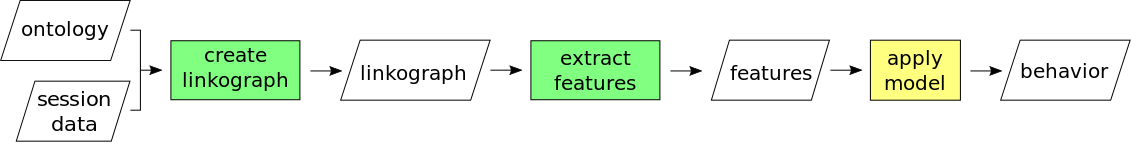 ontology
session
data
create
linkograph
linkograph
extract
features
features
apply
model
behavior